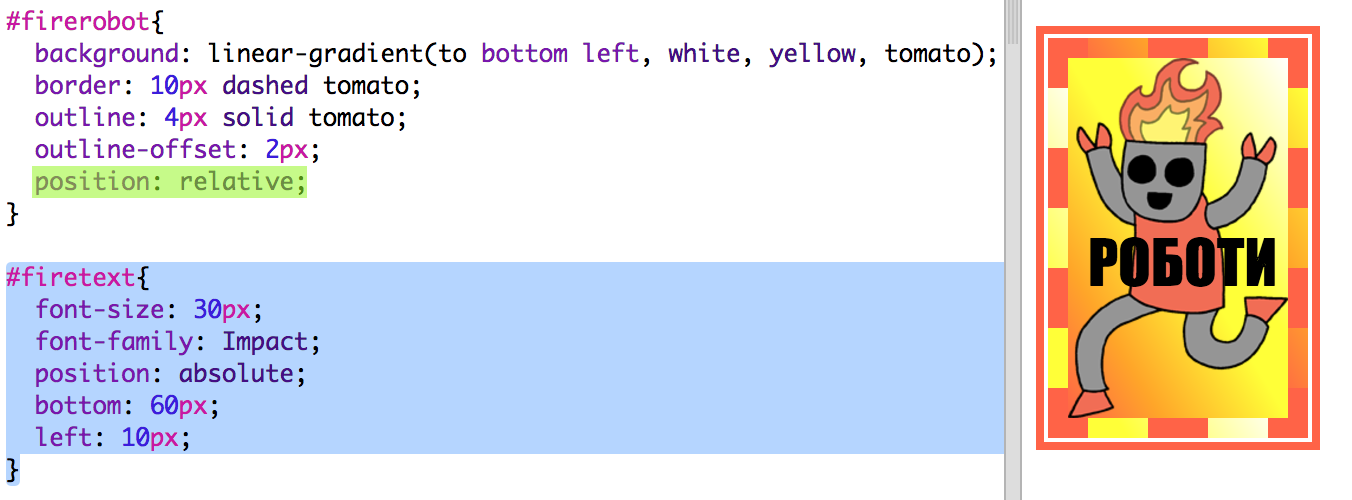 #firerobot{
  background: linear-gradient(to bottom left, white, yellow, tomato);
  border: 10px dashed tomato;
  outline: 4px solid tomato;
  outline-offset: 2px;
  position: relative;
}

#firetext{
  font-size: 30px;
  font-family: Impact;
  position: absolute;
  bottom: 60px;
  left: 10px;
}
РОБОТИ